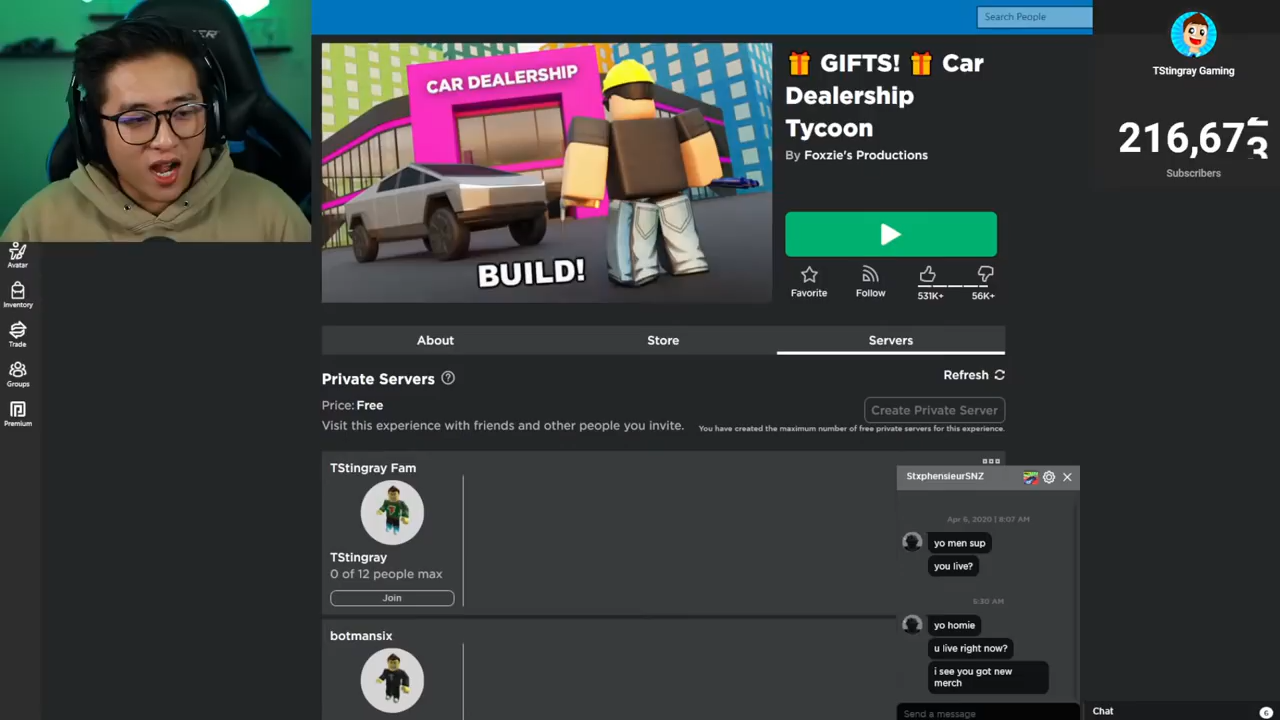 Search People
TStingray Gaming
216,67
Subscribers
CAR DEALERSHIP
BUILD!
🎁 GIFTS! 🎁 Car
Dealership
Tycoon
By Foxzie's Productions
Favorite
Follow
531K+
56K+
Avatar
Inventory
Trade
Groups
Premium
About
Store
Servers
Private Servers
Refresh
Price: Free
Create Private Server
Visit this experience with friends and other people you invite.
You have created the maximum number of free private servers for this experience.
TStingray Fam
TStingray
0 of 12 people max
Join
botmansix
StxphensieurSNZ
Apr 6, 2020 | 8:07 AM
yo men sup
you live?
5:30 AM
yo homie
u live right now?
i see you got new
merch
Send a message
Chat
6